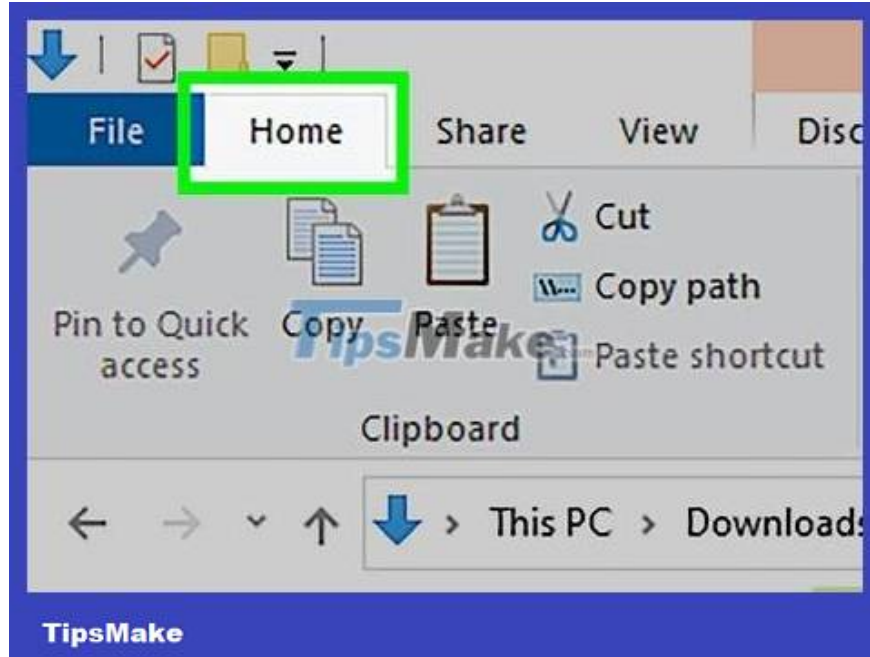 File Home Share View Disc
Cut
Copy path
Pin to Quick access Copy Paste Paste shortcut
TipsMake
Clipboard
This PC > Downloads
TipsMake